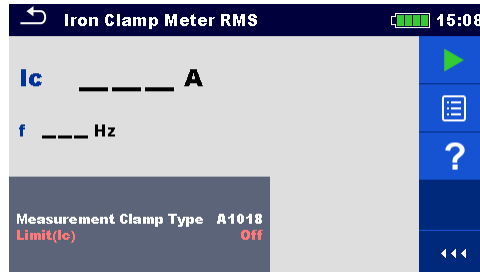 Iron Clamp Meter RMS 15:08
Ic ___ A
f ___ Hz
?
Measurement Clamp Type A1018
Limit(Ic) Off